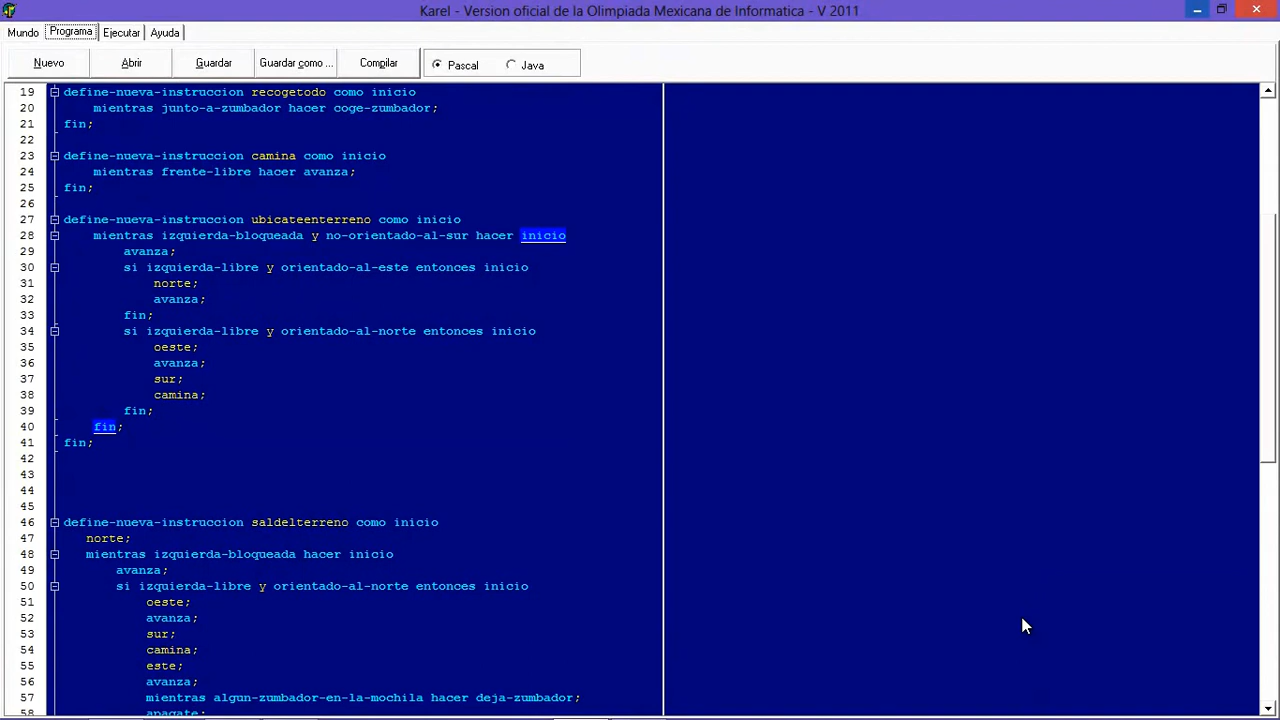 Karel - Version oficial de la Olimpiada Mexicana de Informatica - V 2011
Mundo Programa Ejecutar Ayuda
Nuevo Abrir Guardar Guardar como ... Compilar Pascal Java
19 define-nueva-instruccion recogetodo como inicio
20 mientras junto-a-zumbador hacer coge-zumbador;
21 fin;
22
23 define-nueva-instruccion camina como inicio
24 mientras frente-libre hacer avanza;
25 fin;
26
27 define-nueva-instruccion ubicateenterreno como inicio
28 mientras izquierda-bloqueada y no-orientado-al-sur hacer inicio
29 avanza;
30 si izquierda-libre y orientado-al-este entonces inicio
31 norte;
32 avanza;
33 fin;
34 si izquierda-libre y orientado-al-norte entonces inicio
35 oeste;
36 avanza;
37 sur;
38 camina;
39 fin;
40 fin;
41 fin;
42
43
44
45
46 define-nueva-instruccion saldelterreno como inicio
47 norte;
48 mientras izquierda-bloqueada hacer inicio
49 avanza;
50 si izquierda-libre y orientado-al-norte entonces inicio
51 oeste;
52 avanza;
53 sur;
54 camina;
55 este;
56 avanza;
57 mientras algun-zumbador-en-la-mochila hacer deja-zumbador;
58 apagate;